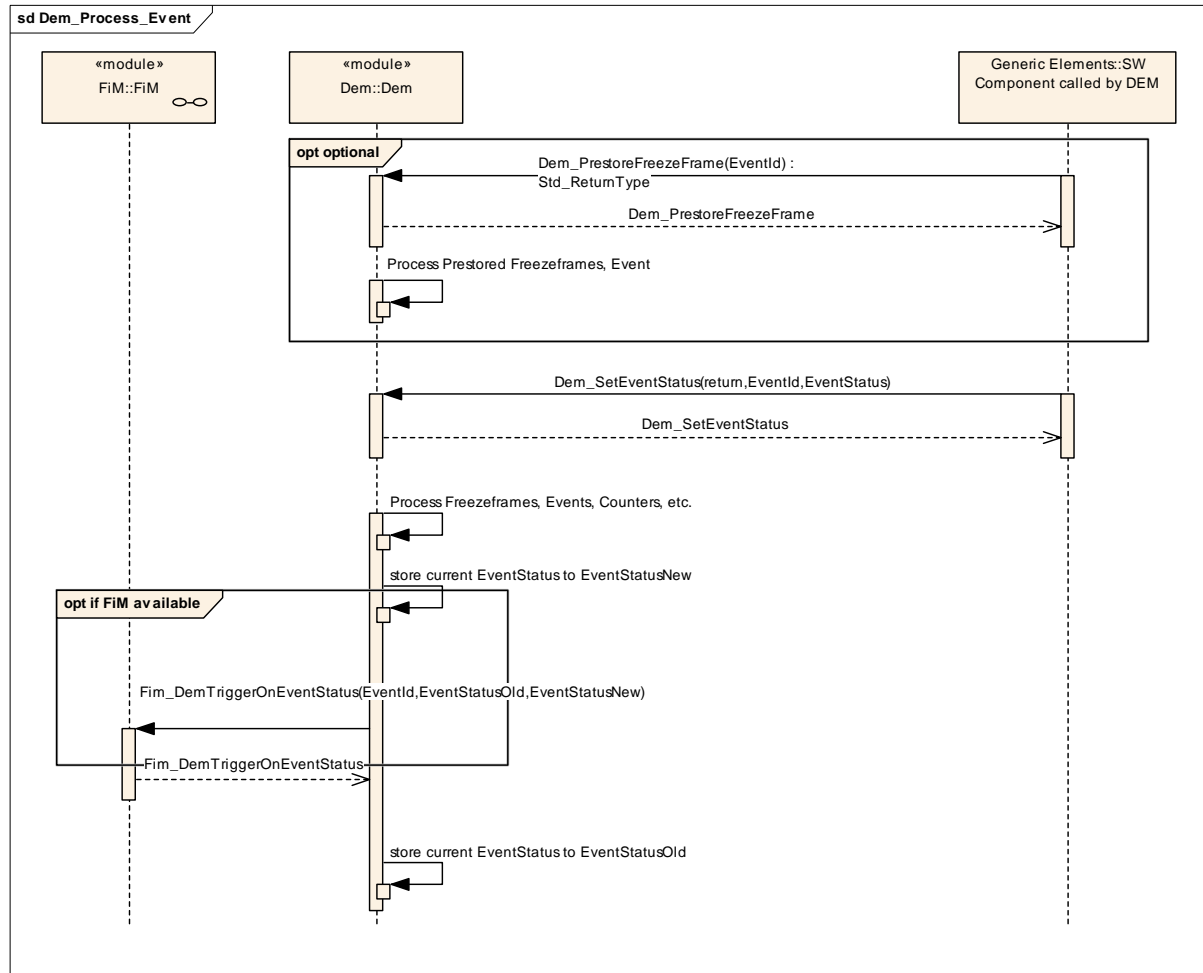 sd Dem_Process_Event
«module»
FiM::FiM
«module»
Dem::Dem
Generic Elements::SW
Component called by DEM
opt optional
Dem_PrestoreFreezeFrame(EventId) :
Std_ReturnType
Dem_PrestoreFreezeFrame
Process Prestored Freezeframes, Event
Dem_SetEventStatus(return,EventId,EventStatus)
Dem_SetEventStatus
Process Freezeframes, Events, Counters, etc.
store current EventStatus to EventStatusNew
opt if FiM available
Fim_DemTriggerOnEventStatus(EventId,EventStatusOld,EventStatusNew)
Fim_DemTriggerOnEventStatus
store current EventStatus to EventStatusOld